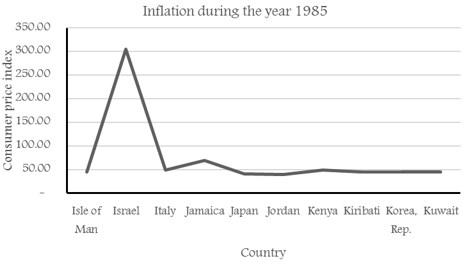 Inflation during the year 1985
Consumer price index
350.00
300.00
250.00
200.00
150.00
100.00
50.00
-
Isle of Man
Israel
Italy
Jamaica
Japan
Jordan
Kenya
Kiribati
Korea, Rep.
Kuwait
Country